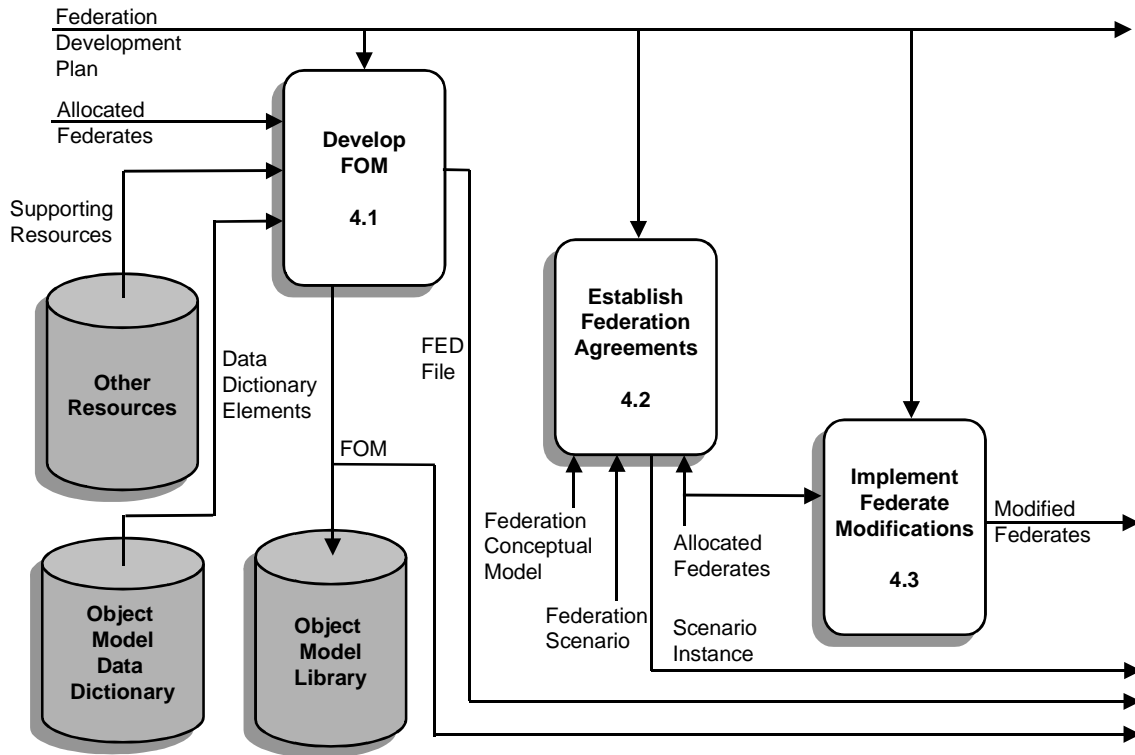 Federation
Development
Plan
Allocated
Federates
Develop
FOM
4.1
Supporting
Resources
Establish
Federation
Agreements
4.2
FED
File
Data
Dictionary
Elements
Other
Resources
FOM
Implement
Federate
Modifications
4.3
Modified
Federates
Federation
Conceptual
Model
Allocated
Federates
Federation
Scenario
Scenario
Instance
Object
Model
Data
Dictionary
Object
Model
Library